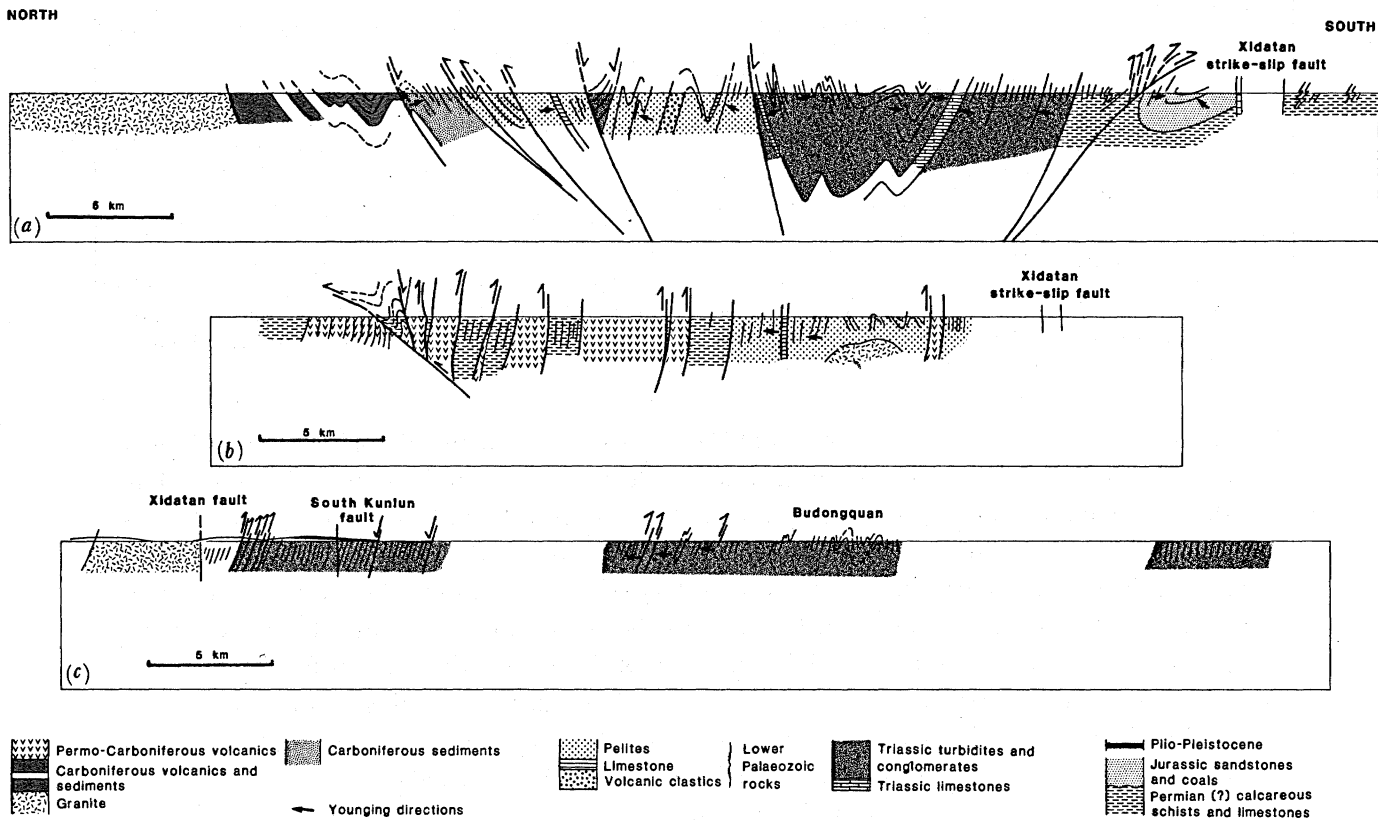 NORTH
SOUTH
Xidatan
strike-slip fault
6 km
(a)
Xidatan
strike-slip fault
5 km
(b)
Xidatan fault
South Kunlun
fault
Budongquan
5 km
(c)
Permo-Carboniferous volcanics
Carboniferous volcanics and
sediments
Granite
Carboniferous sediments
Younging directions
Pelites
Limestone
Volcanic clastics
Lower
Palaeozoic
rocks
Triassic turbidites and
conglomerates
Triassic limestones
Plio-Pleistocene
Jurassic sandstones
and coals
Permian (?) calcareous
schists and limestones